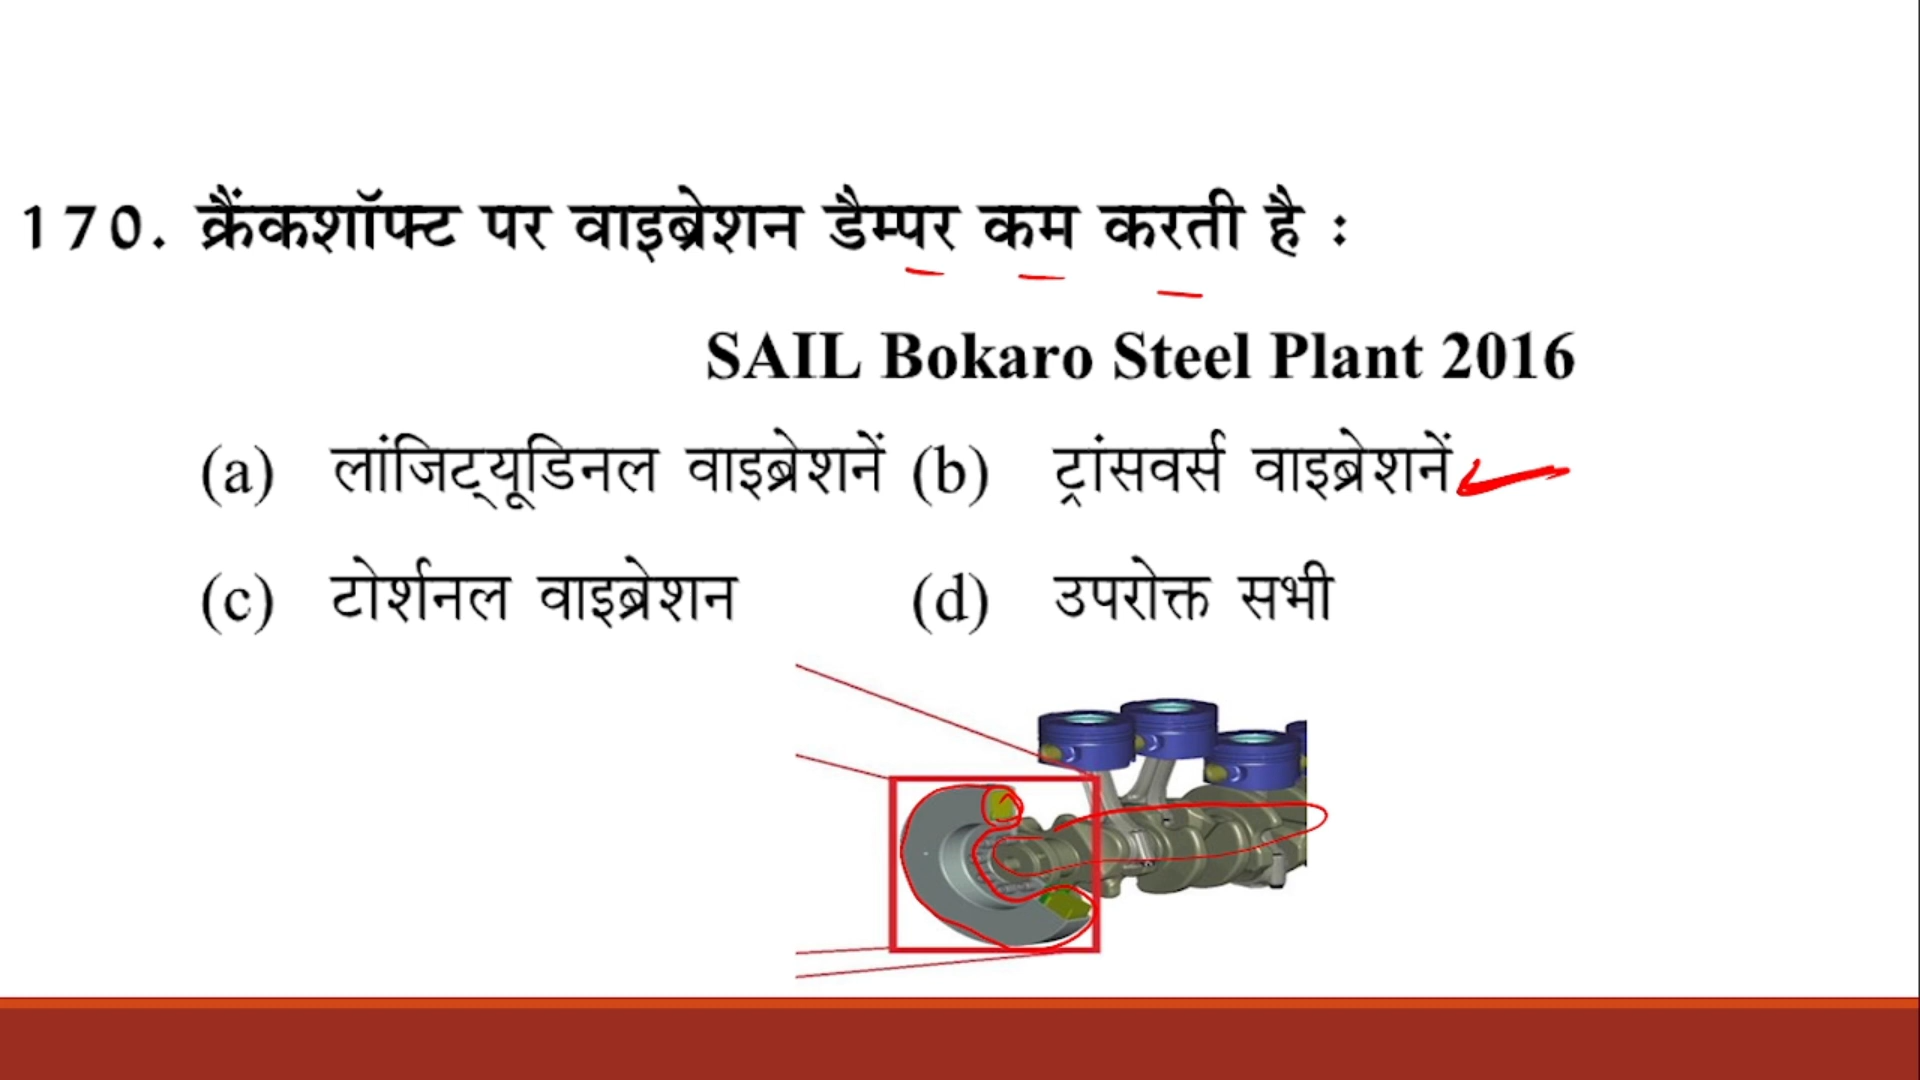 170. क्रैंकशॉफ्ट पर वाइब्रेशन डैम्पर कम करती है :
SAIL Bokaro Steel Plant 2016
(a) लांजिट्यूडिनल वाइब्रेशनें (b) ट्रांसवर्स वाइब्रेशनें
(c) टोर्शनल वाइब्रेशन (d) उपरोक्त सभी